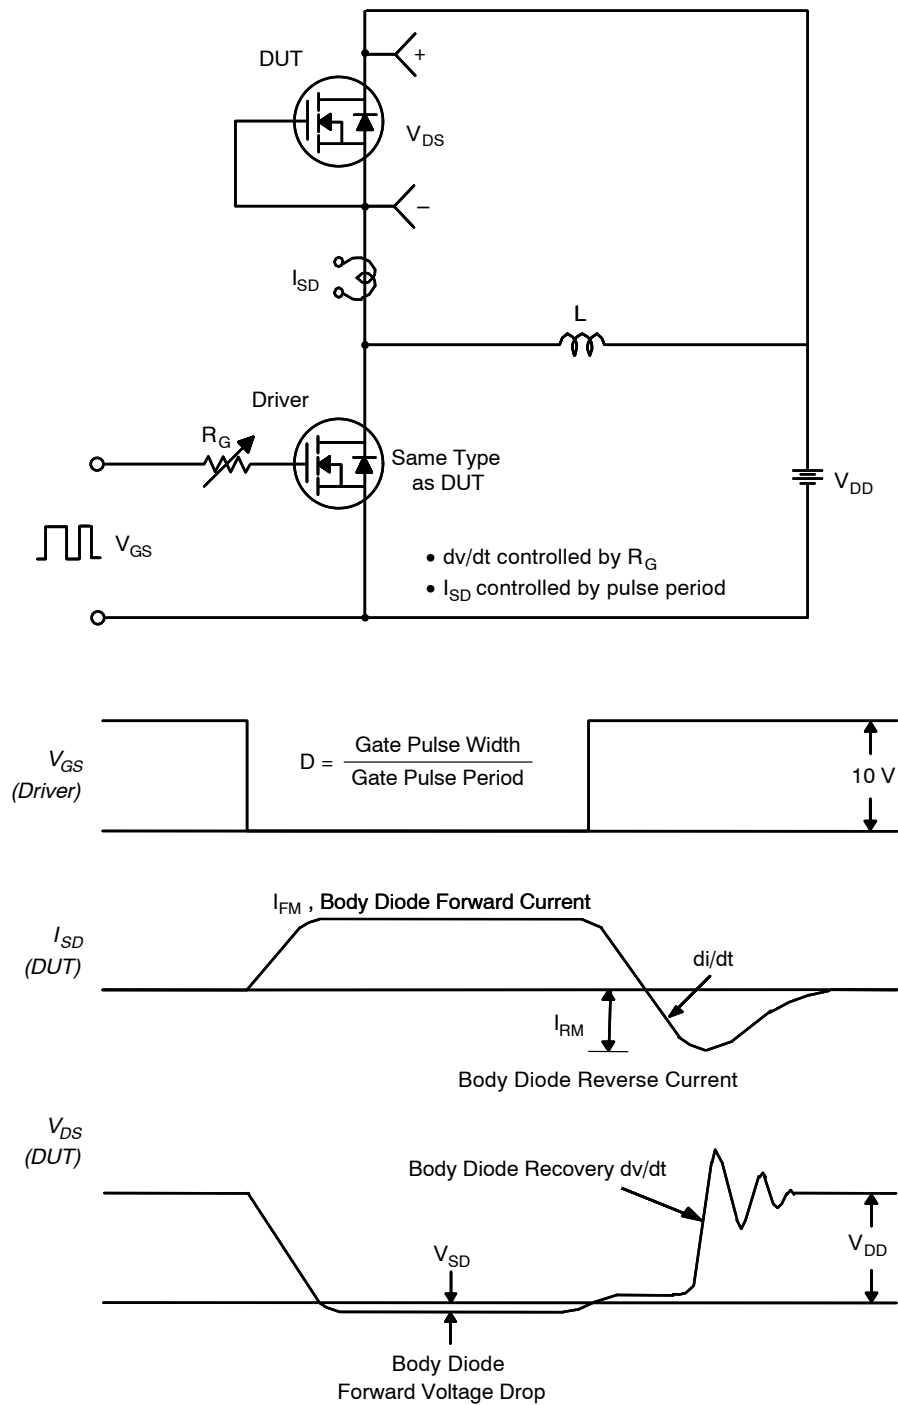 DUT
+
V_DS
−
I_SD
L
Driver
R_G
Same Type
as DUT
V_DD
V_GS
• dv/dt controlled by R_G
• I_SD controlled by pulse period
V_GS
(Driver)
D = Gate Pulse Width
Gate Pulse Period
10 V
I_FM , Body Diode Forward Current
I_SD
(DUT)
di/dt
I_RM
Body Diode Reverse Current
V_DS
(DUT)
Body Diode Recovery dv/dt
V_SD
V_DD
Body Diode
Forward Voltage Drop